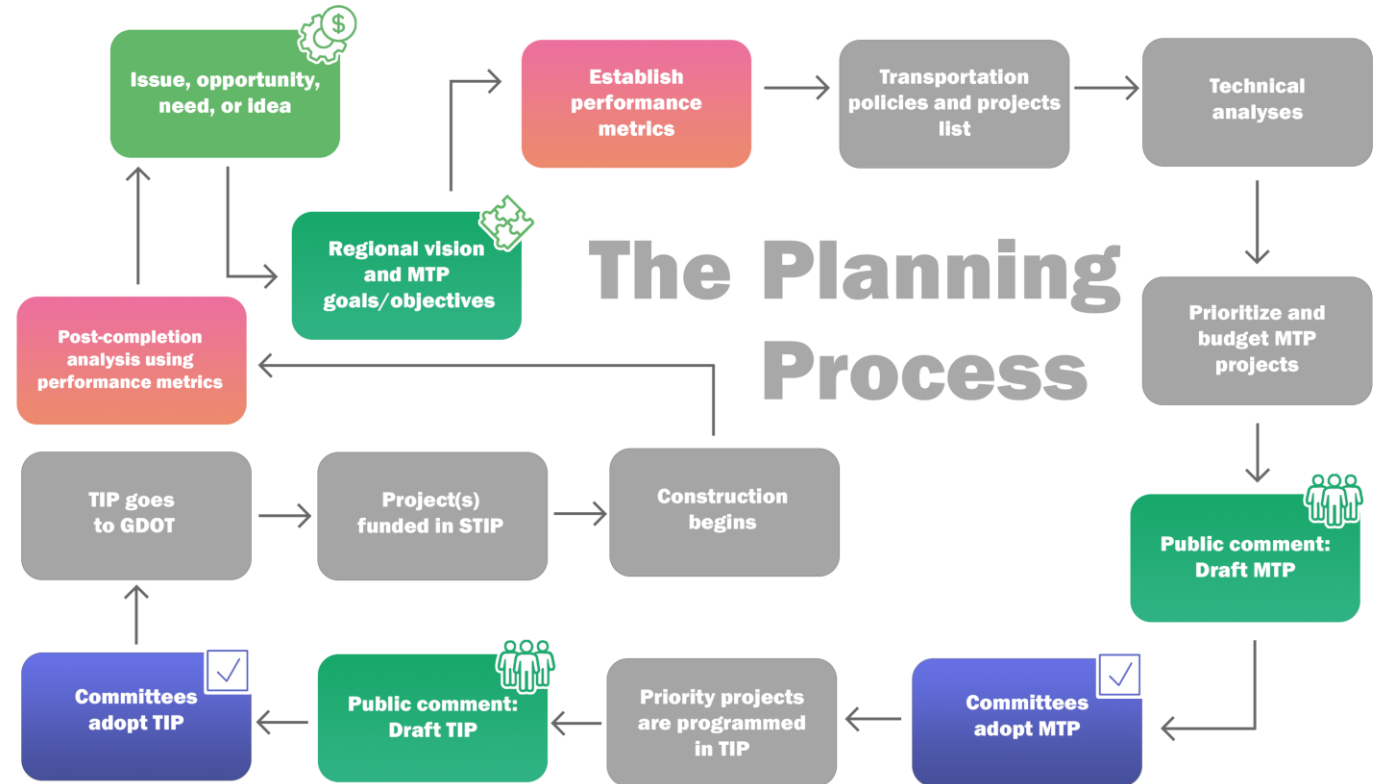 Issue, opportunity,
need, or idea
$
Establish
performance
metrics
Transportation
policies and projects
list
Technical
analyses
Regional vision
and MTP
goals/objectives
The Planning
Process
Prioritize and
budget MTP
projects
Post-completion
analysis using
performance metrics
TIP goes
to GDOT
Project(s)
funded in STIP
Construction
begins
Public comment:
Draft MTP
Committees
adopt TIP
Public comment:
Draft TIP
Priority projects
are programmed
in TIP
Committees
adopt MTP